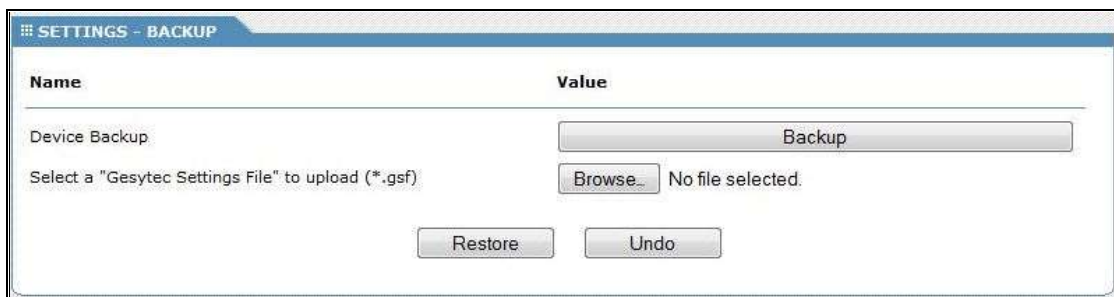 SETTINGS - BACKUP
Name Value
Device Backup Backup
Select a "Gesytec Settings File" to upload (*.gsf) Browse... No file selected.
Restore Undo